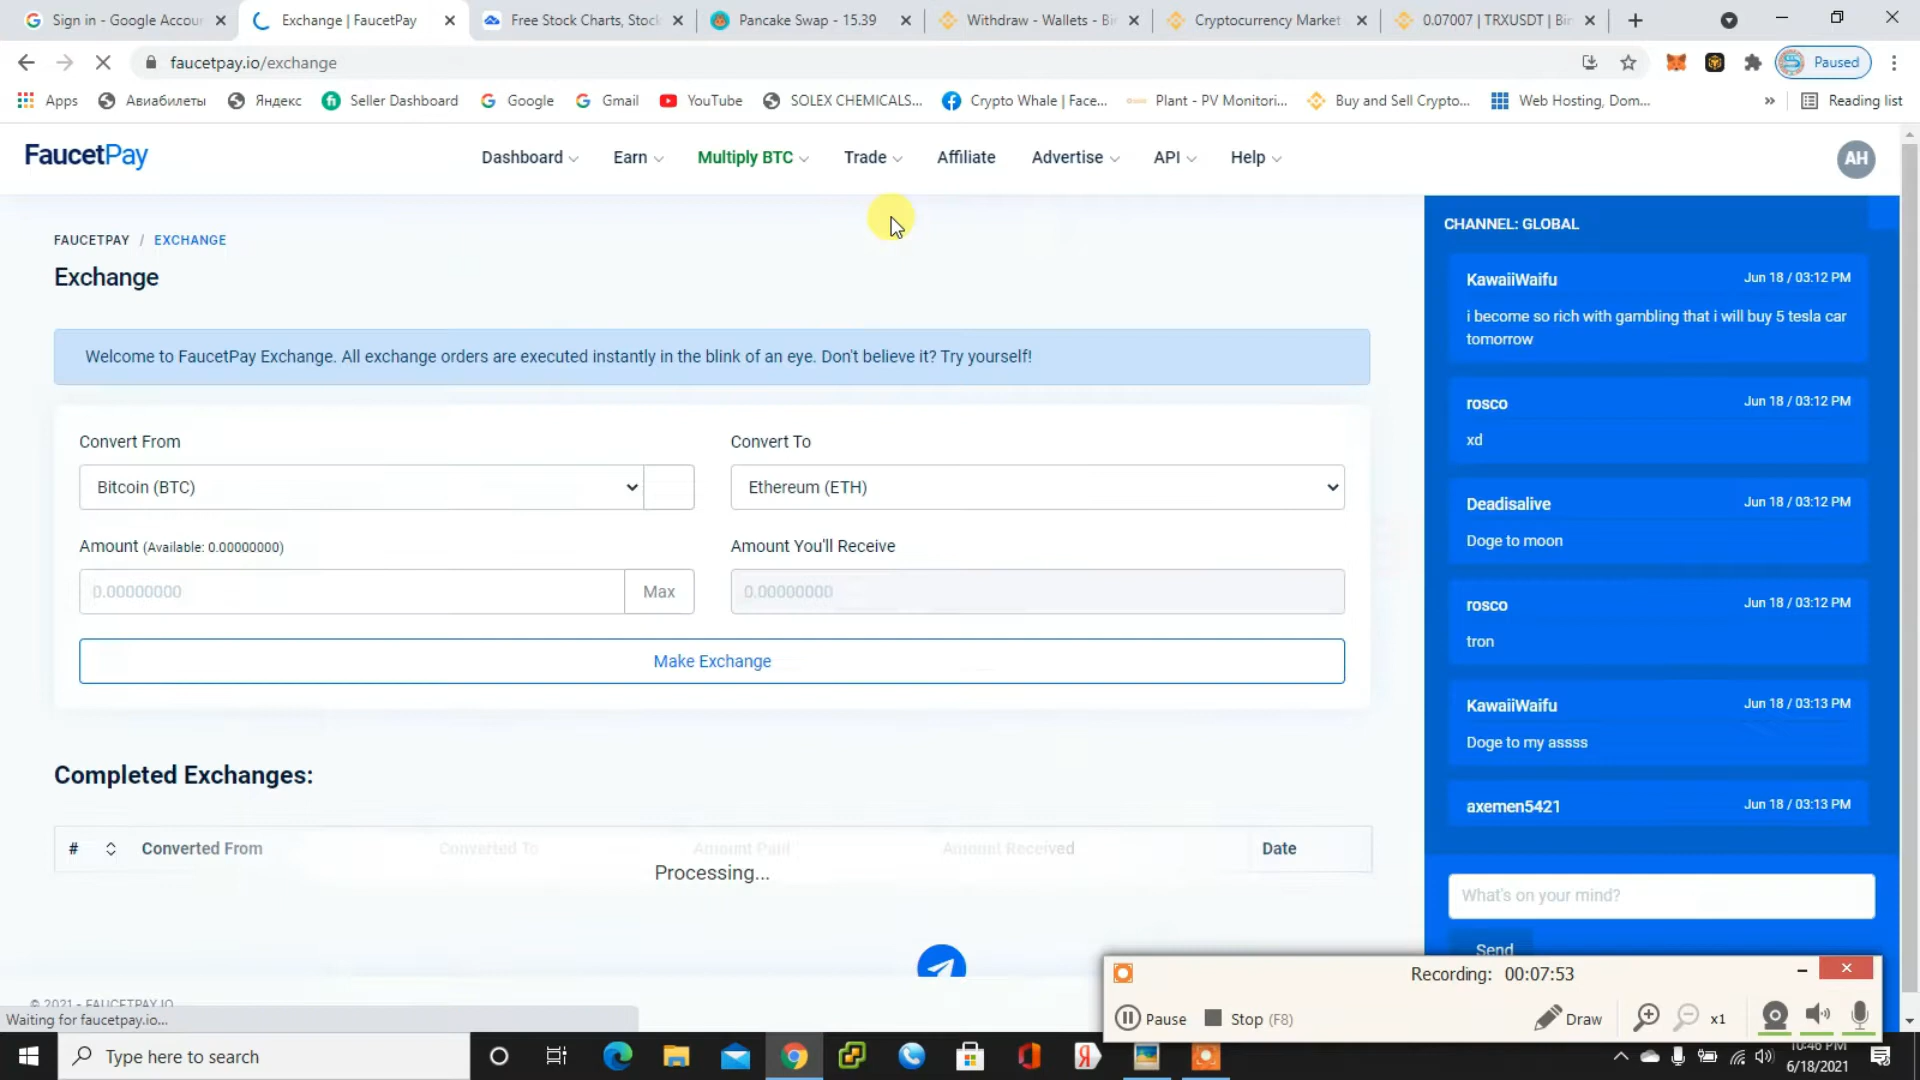 Sign in - Google Accour
Exchange | FaucetPay
Free Stock Charts, Stock
Pancake Swap - 15.39
Withdraw - Wallets - Bi
Cryptocurrency Market
0.07007 | TRXUSDT | Bin
faucetpay.io/exchange
Paused
Apps
Авиабилеты
Яндекс
Seller Dashboard
Google
Gmail
YouTube
SOLEX CHEMICALS...
Crypto Whale | Face...
Plant - PV Monitori...
Buy and Sell Crypto...
Web Hosting, Dom...
»
Reading list
FaucetPay
Dashboard
Earn
Multiply BTC
Trade
Affiliate
Advertise
API
Help
AH
FAUCETPAY / EXCHANGE
Exchange
Welcome to FaucetPay Exchange. All exchange orders are executed instantly in the blink of an eye. Don't believe it? Try yourself!
Convert From
Convert To
Bitcoin (BTC)
Ethereum (ETH)
Amount (Available: 0.00000000)
Amount You'll Receive
0.00000000
Max
0.00000000
Make Exchange
Completed Exchanges:
#
Converted From
Converted To
Amount Paid
Amount Received
Date
Processing...
© 2021 - FAUCETPAY.IO
Waiting for faucetpay.io...
CHANNEL: GLOBAL
KawaiiWaifu
Jun 18 / 03:12 PM
i become so rich with gambling that i will buy 5 tesla car
tomorrow
rosco
Jun 18 / 03:12 PM
xd
Deadisalive
Jun 18 / 03:12 PM
Doge to moon
rosco
Jun 18 / 03:12 PM
tron
KawaiiWaifu
Jun 18 / 03:13 PM
Doge to my assss
axemen5421
Jun 18 / 03:13 PM
What's on your mind?
Send
Recording: 00:07:53
Pause
Stop (F8)
Draw
x1
Type here to search
10:46 PM
6/18/2021